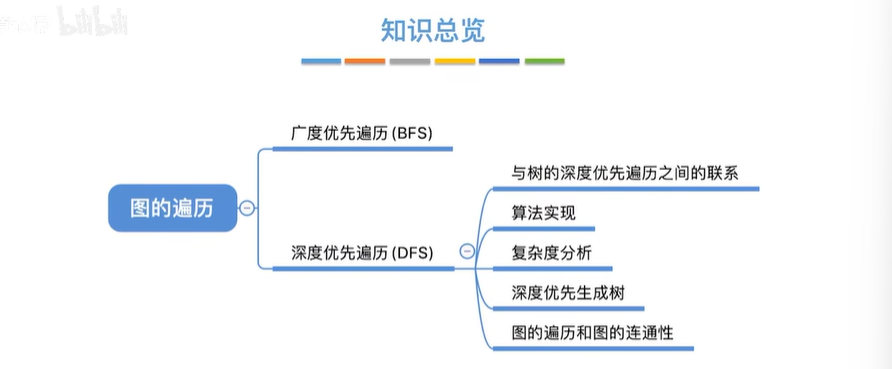 bilibili
知识总览
广度优先遍历(BFS)
图的遍历
深度优先遍历(DFS)
与树的深度优先遍历之间的联系
算法实现
复杂度分析
深度优先生成树
图的遍历和图的连通性